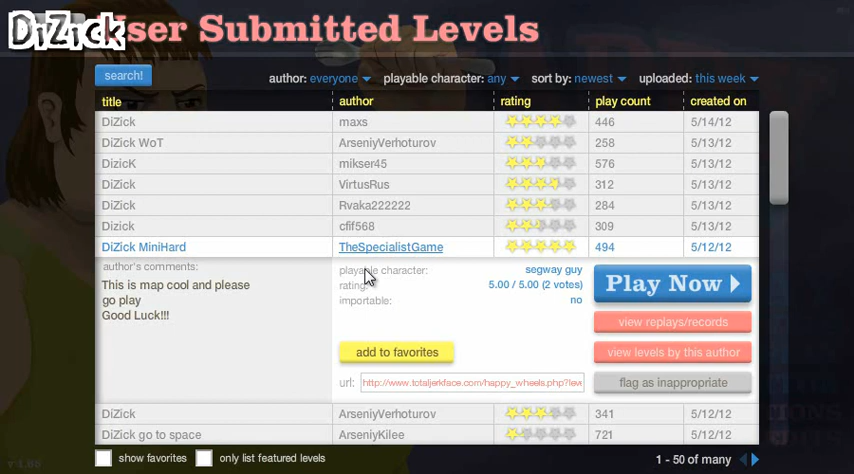 DiZick
User Submitted Levels
search!
author: everyone playable character: any sort by: newest uploaded: this week
title author rating play count created on
DiZick maxs 446 5/14/12
DiZick WoT ArseniyVerhoturov 258 5/13/12
DizicK mikser45 576 5/13/12
DiZick VirtusRus 312 5/13/12
DiZick Rvaka222222 284 5/13/12
Dizick cfif568 309 5/13/12
DiZick MiniHard TheSpecialistGame 494 5/12/12
author's comments:
This is map cool and please
go play
Good Luck!!!
playable character: segway guy
rating: 5.00 / 5.00 (2 votes)
importable: no
Play Now
view replays/records
add to favorites
view levels by this author
url: http://www.totaljerkface.com/happy_wheels.php?leve
flag as inappropriate
DiZick ArseniyVerhoturov 341 5/12/12
DiZick go to space ArseniyKilee 721 5/12/12
show favorites only list featured levels
1 - 50 of many